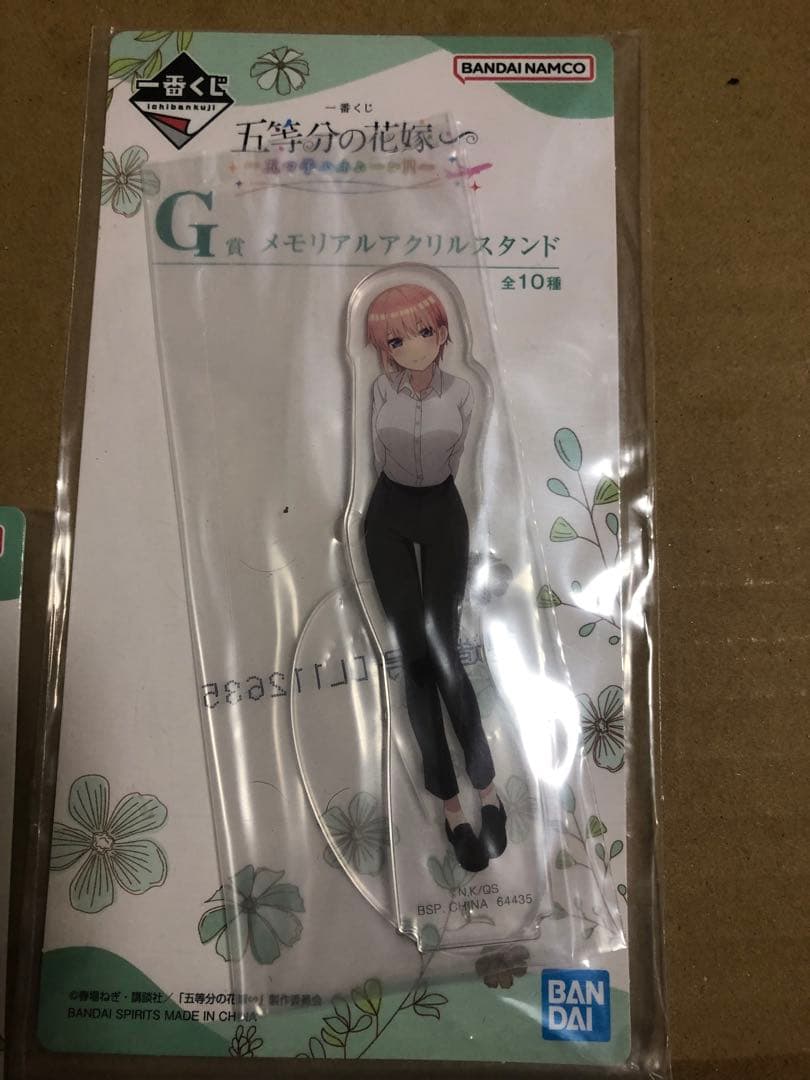 一番くじ
ichibankuji
BANDAI NAMCO
一番くじ
五等分の花嫁∽
G賞 メモリアルアクリルスタンド
全10種
CL112635
©N.K/QS
BSP. CHINA 64435
©春場ねぎ・講談社/「五等分の花嫁∽」製作委員会
BANDAI SPIRITS MADE IN CHINA
BAN
DAI